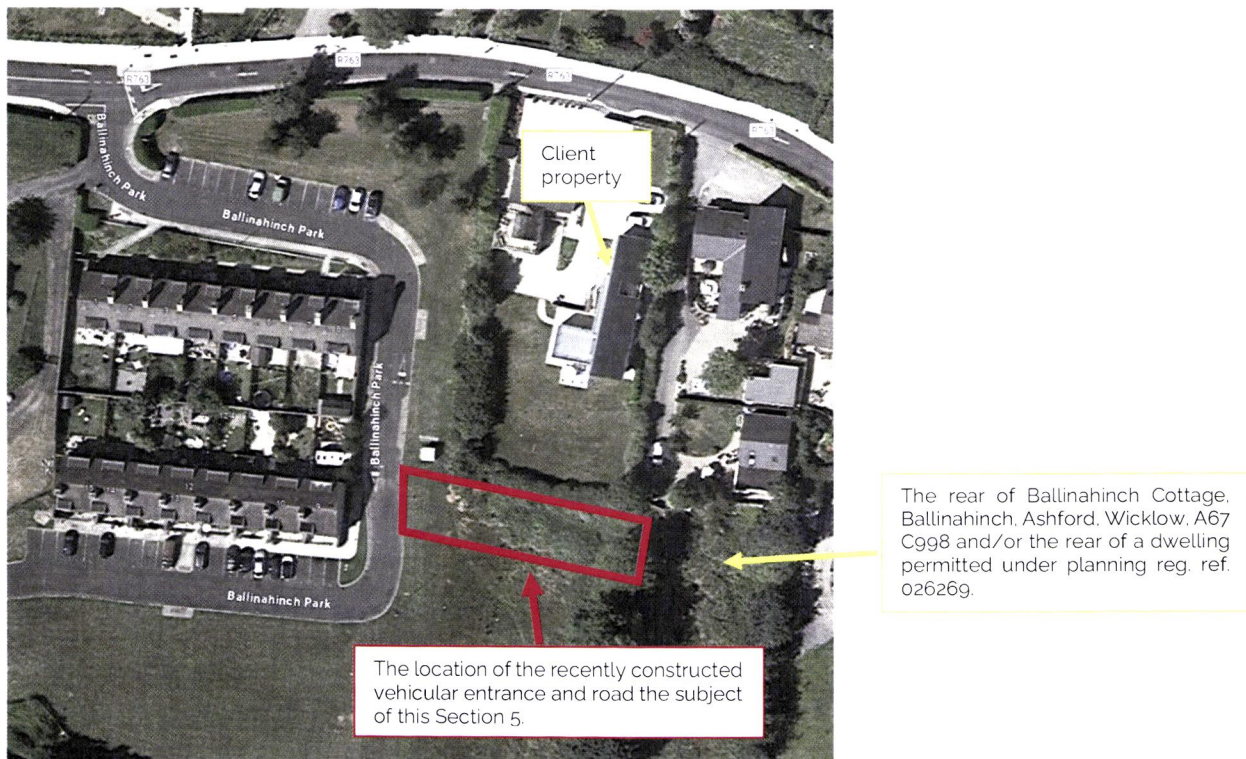 R763
R763
R763
R763
Ballinahinch Park
Client
property
Ballinahinch Park
Ballinahinch Park
12
10
The rear of Ballinahinch Cottage,
Ballinahinch, Ashford, Wicklow, A67
C998 and/or the rear of a dwelling
permitted under planning reg. ref.
026269.
Ballinahinch Park
The location of the recently constructed
vehicular entrance and road the subject
of this Section 5.